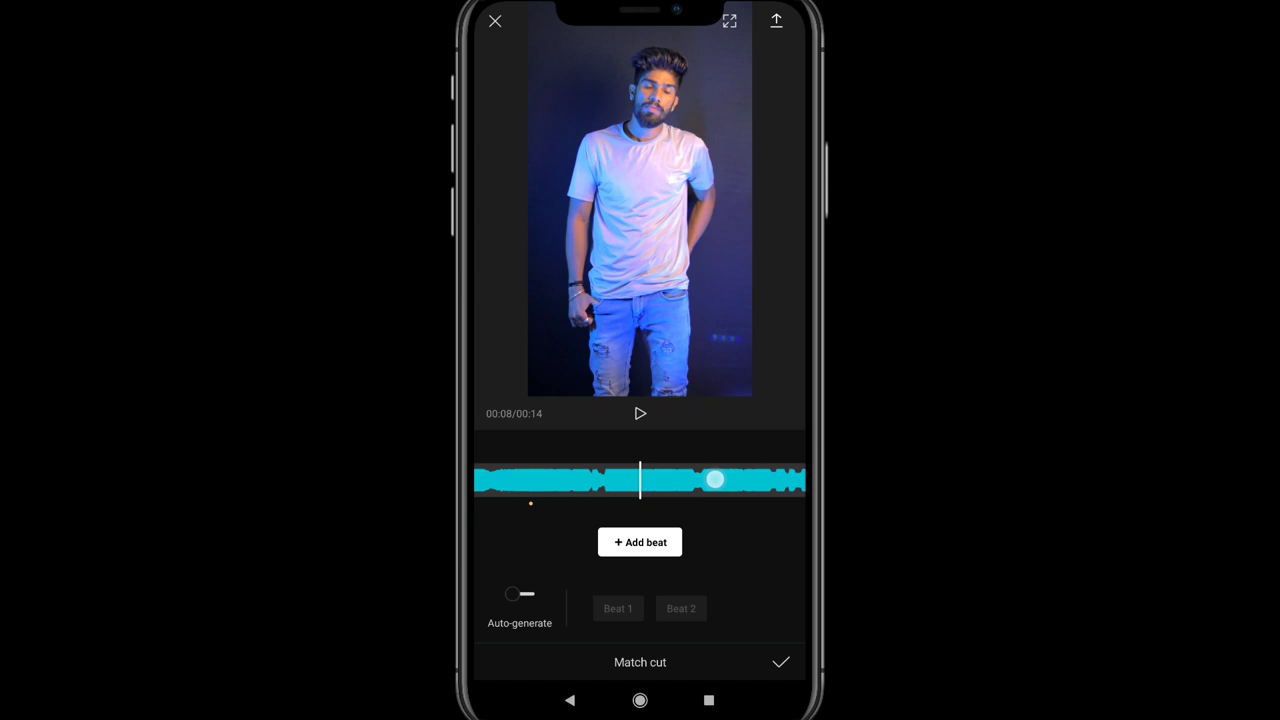 00:08/00:14
+ Add beat
Auto-generate
Beat 1
Beat 2
Match cut